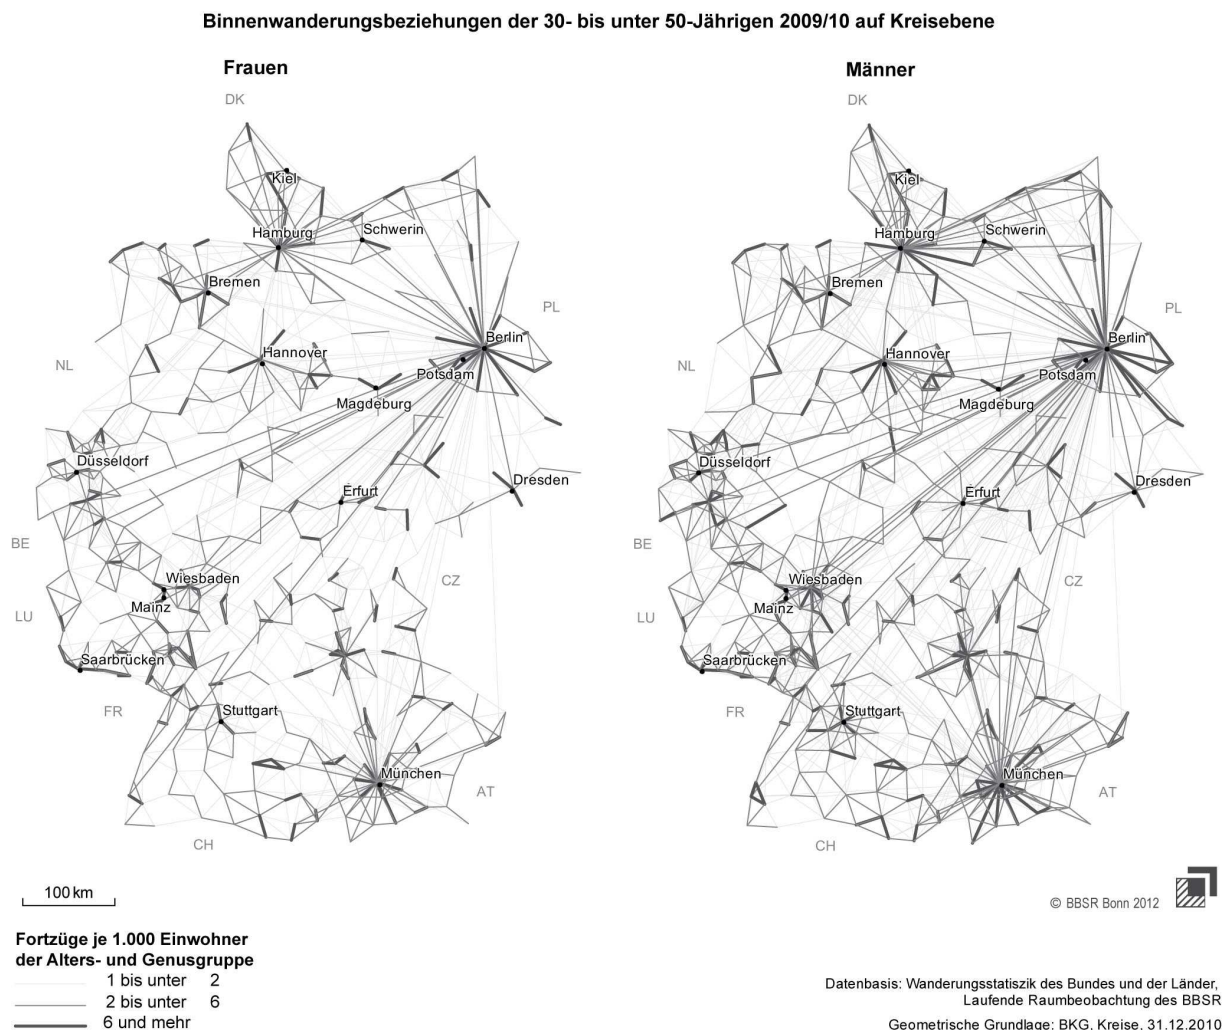 Binnenwanderungsbeziehungen der 30- bis unter 50-Jährigen 2009/10 auf Kreisebene
Frauen
Männer
DK
Kiel
Hamburg
Schwerin
Bremen
PL
Berlin
Hannover
NL
Potsdam
Magdeburg
Düsseldorf
Dresden
Erfurt
BE
Wiesbaden
CZ
Mainz
LU
Saarbrücken
FR
Stuttgart
München
AT
CH
DK
Kiel
Hamburg
Schwerin
Bremen
PL
Berlin
Hannover
NL
Potsdam
Magdeburg
Düsseldorf
Dresden
Erfurt
BE
Wiesbaden
CZ
Mainz
LU
Saarbrücken
FR
Stuttgart
München
AT
CH
100 km
© BBSR Bonn 2012
Fortzüge je 1.000 Einwohner
der Alters- und Genusgruppe
1 bis unter 2
2 bis unter 6
6 und mehr
Datenbasis: Wanderungsstatiszik des Bundes und der Länder,
Laufende Raumbeobachtung des BBSR
Geometrische Grundlage: BKG, Kreise, 31.12.2010